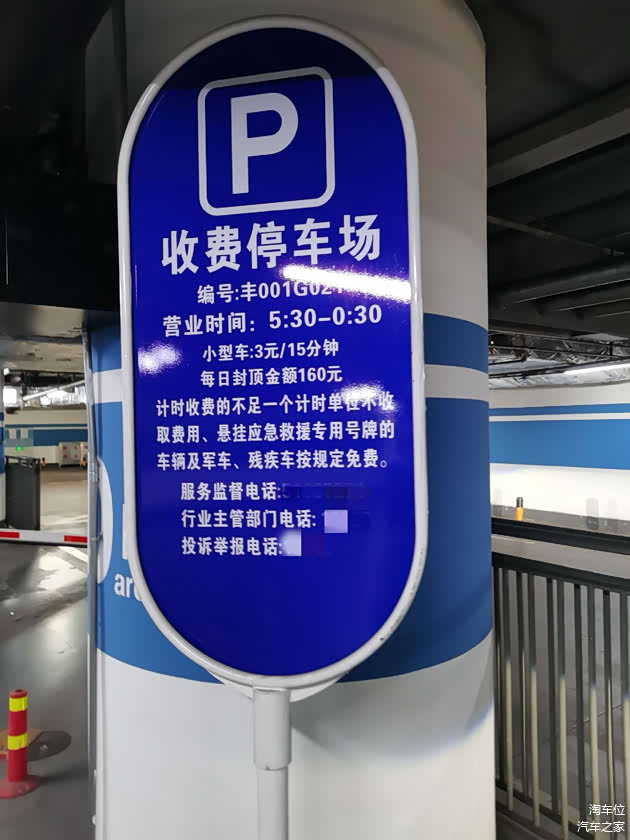 P
收费停车场
编号:丰001G02
营业时间: 5:30-0:30
小型车:3元/15分钟
每日封顶金额160元
计时收费的不足一个计时单位不收
取费用、悬挂应急救援专用号牌的
车辆及军车、残疾车按规定免费。
服务监督电话:
行业主管部门电话:
投诉举报电话:
淘车位
汽车之家